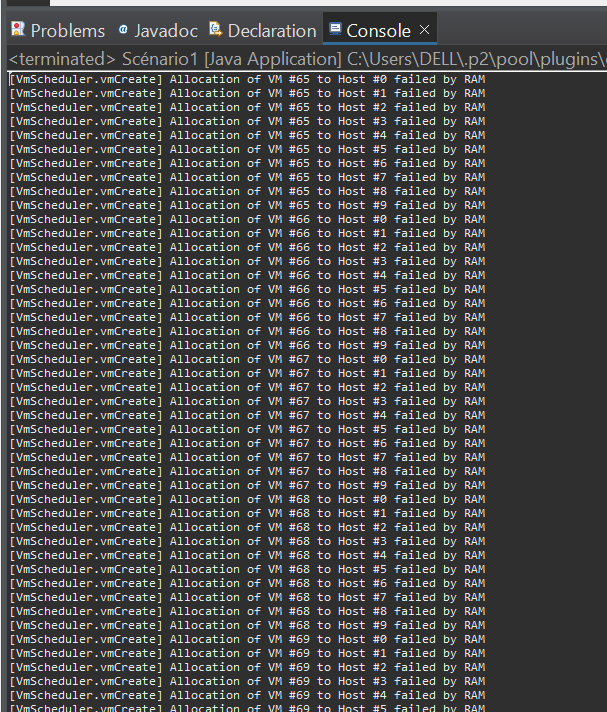 Problems @ Javadoc Declaration Console
<terminated> Scénario1 [Java Application] C:\Users\DELL\.p2\pool\plugins\
[VmScheduler.vmCreate] Allocation of VM #65 to Host #0 failed by RAM
[VmScheduler.vmCreate] Allocation of VM #65 to Host #1 failed by RAM
[VmScheduler.vmCreate] Allocation of VM #65 to Host #2 failed by RAM
[VmScheduler.vmCreate] Allocation of VM #65 to Host #3 failed by RAM
[VmScheduler.vmCreate] Allocation of VM #65 to Host #4 failed by RAM
[VmScheduler.vmCreate] Allocation of VM #65 to Host #5 failed by RAM
[VmScheduler.vmCreate] Allocation of VM #65 to Host #6 failed by RAM
[VmScheduler.vmCreate] Allocation of VM #65 to Host #7 failed by RAM
[VmScheduler.vmCreate] Allocation of VM #65 to Host #8 failed by RAM
[VmScheduler.vmCreate] Allocation of VM #65 to Host #9 failed by RAM
[VmScheduler.vmCreate] Allocation of VM #66 to Host #0 failed by RAM
[VmScheduler.vmCreate] Allocation of VM #66 to Host #1 failed by RAM
[VmScheduler.vmCreate] Allocation of VM #66 to Host #2 failed by RAM
[VmScheduler.vmCreate] Allocation of VM #66 to Host #3 failed by RAM
[VmScheduler.vmCreate] Allocation of VM #66 to Host #4 failed by RAM
[VmScheduler.vmCreate] Allocation of VM #66 to Host #5 failed by RAM
[VmScheduler.vmCreate] Allocation of VM #66 to Host #6 failed by RAM
[VmScheduler.vmCreate] Allocation of VM #66 to Host #7 failed by RAM
[VmScheduler.vmCreate] Allocation of VM #66 to Host #8 failed by RAM
[VmScheduler.vmCreate] Allocation of VM #66 to Host #9 failed by RAM
[VmScheduler.vmCreate] Allocation of VM #67 to Host #0 failed by RAM
[VmScheduler.vmCreate] Allocation of VM #67 to Host #1 failed by RAM
[VmScheduler.vmCreate] Allocation of VM #67 to Host #2 failed by RAM
[VmScheduler.vmCreate] Allocation of VM #67 to Host #3 failed by RAM
[VmScheduler.vmCreate] Allocation of VM #67 to Host #4 failed by RAM
[VmScheduler.vmCreate] Allocation of VM #67 to Host #5 failed by RAM
[VmScheduler.vmCreate] Allocation of VM #67 to Host #6 failed by RAM
[VmScheduler.vmCreate] Allocation of VM #67 to Host #7 failed by RAM
[VmScheduler.vmCreate] Allocation of VM #67 to Host #8 failed by RAM
[VmScheduler.vmCreate] Allocation of VM #67 to Host #9 failed by RAM
[VmScheduler.vmCreate] Allocation of VM #68 to Host #0 failed by RAM
[VmScheduler.vmCreate] Allocation of VM #68 to Host #1 failed by RAM
[VmScheduler.vmCreate] Allocation of VM #68 to Host #2 failed by RAM
[VmScheduler.vmCreate] Allocation of VM #68 to Host #3 failed by RAM
[VmScheduler.vmCreate] Allocation of VM #68 to Host #4 failed by RAM
[VmScheduler.vmCreate] Allocation of VM #68 to Host #5 failed by RAM
[VmScheduler.vmCreate] Allocation of VM #68 to Host #6 failed by RAM
[VmScheduler.vmCreate] Allocation of VM #68 to Host #7 failed by RAM
[VmScheduler.vmCreate] Allocation of VM #68 to Host #8 failed by RAM
[VmScheduler.vmCreate] Allocation of VM #68 to Host #9 failed by RAM
[VmScheduler.vmCreate] Allocation of VM #69 to Host #0 failed by RAM
[VmScheduler.vmCreate] Allocation of VM #69 to Host #1 failed by RAM
[VmScheduler.vmCreate] Allocation of VM #69 to Host #2 failed by RAM
[VmScheduler.vmCreate] Allocation of VM #69 to Host #3 failed by RAM
[VmScheduler.vmCreate] Allocation of VM #69 to Host #4 failed by RAM
[VmScheduler.vmCreate] Allocation of VM #69 to Host #5 failed by RAM